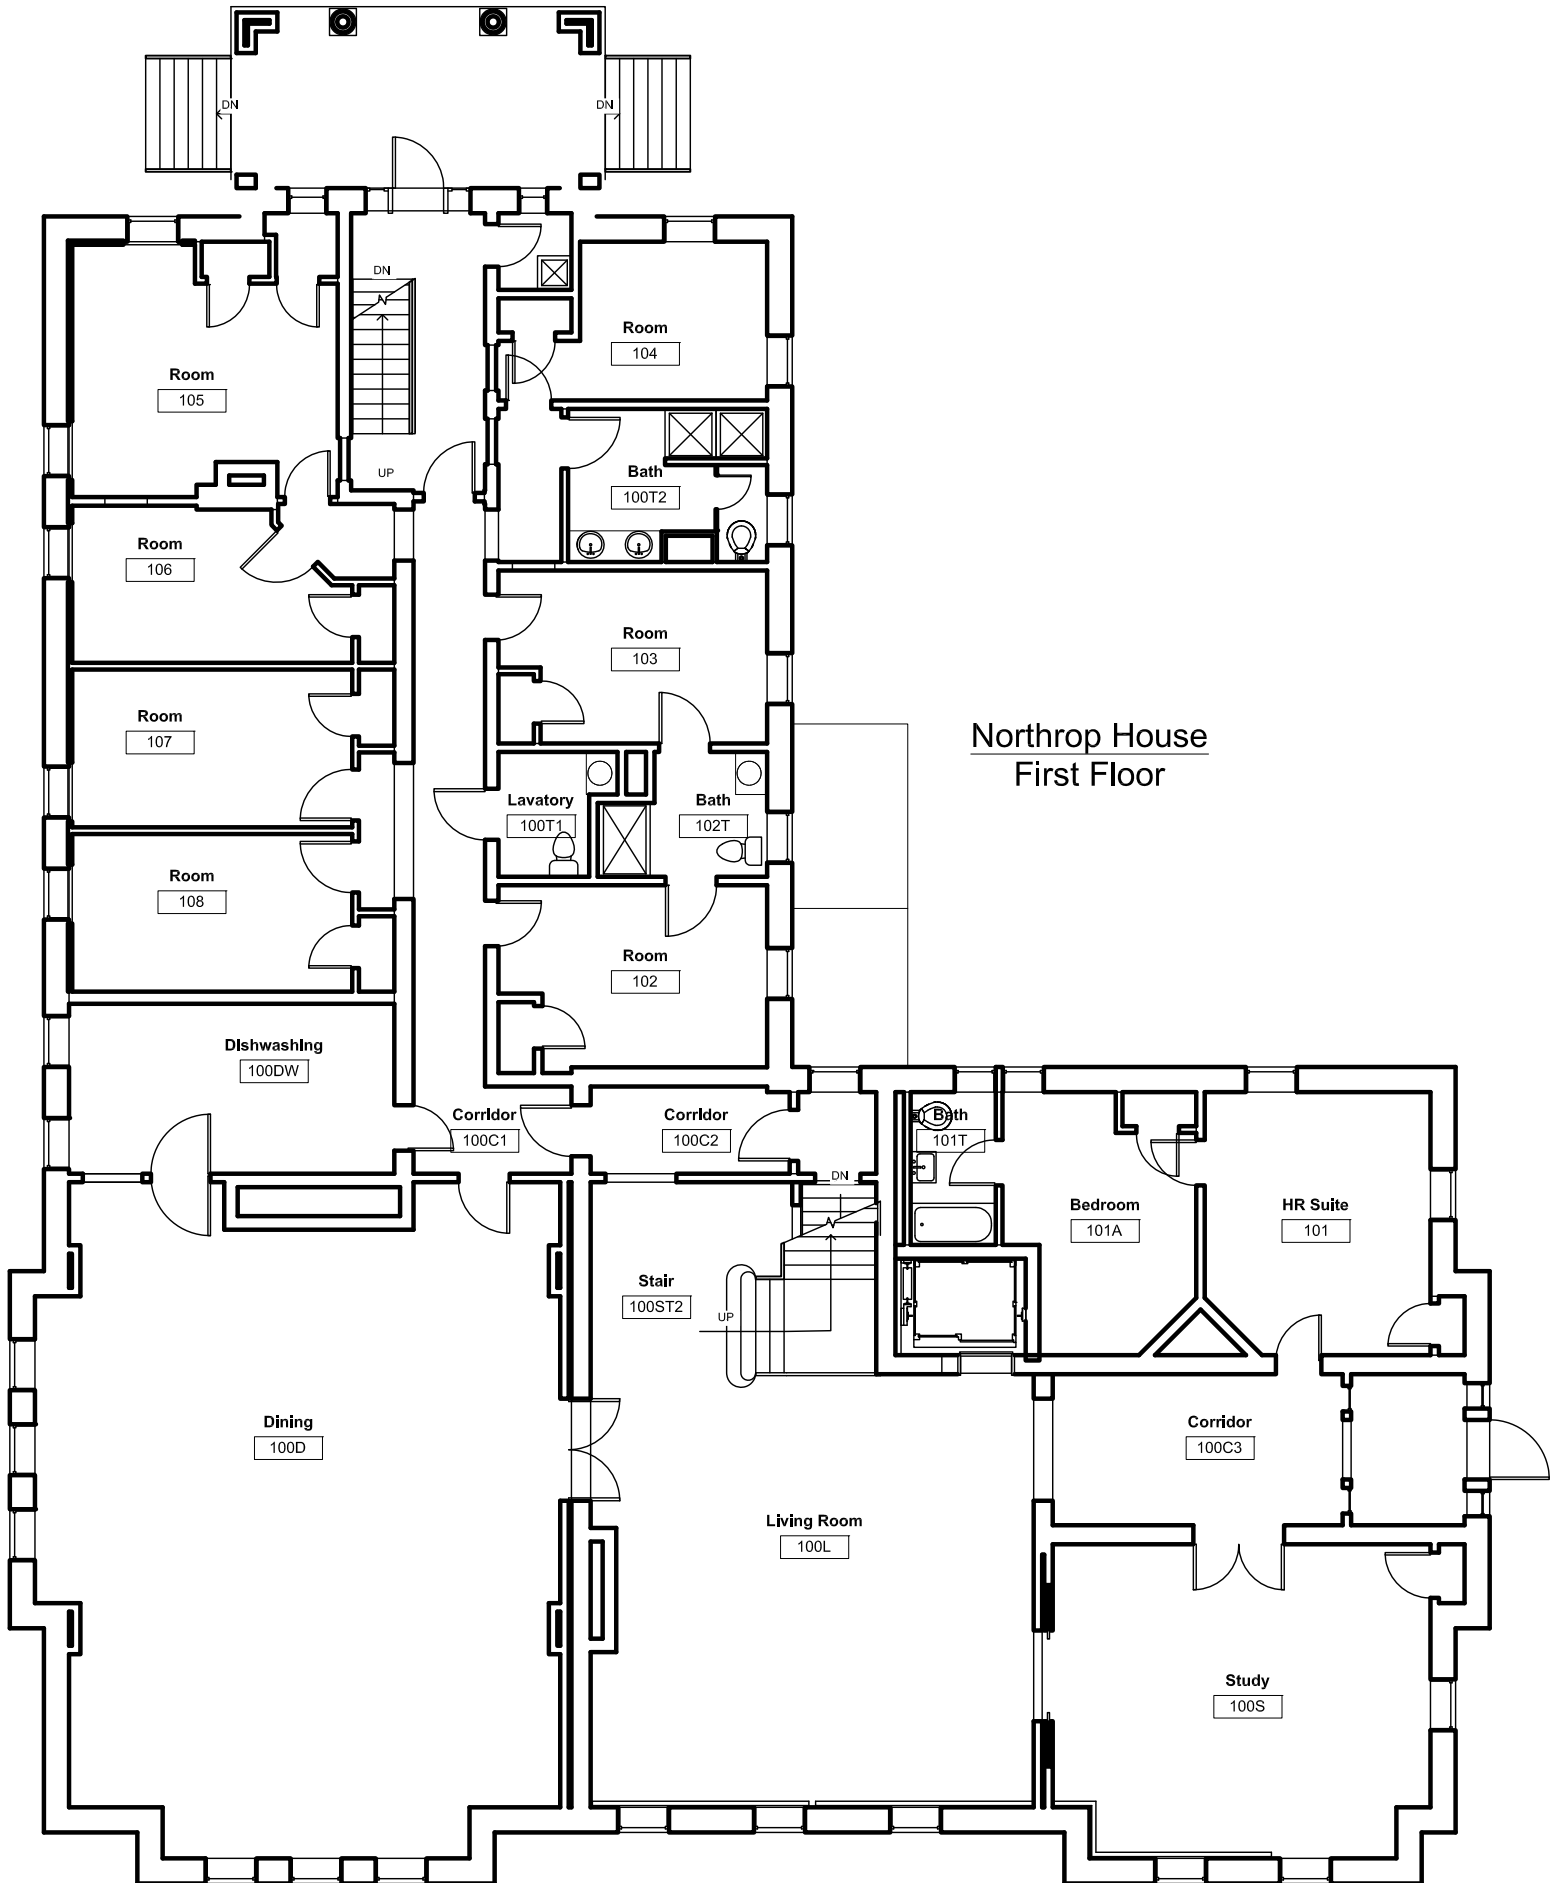 DN
DN
DN
Room
104
Room
105
UP
Bath
100T2
Room
106
Room
103
Room
107
Northrop House
First Floor
Lavatory
100T1
Bath
102T
Room
108
Room
102
Dishwashing
100DW
Corridor
100C1
Corridor
100C2
Bath
101T
DN
Bedroom
101A
HR Suite
101
Stair
100ST2
UP
Dining
100D
Corridor
100C3
Living Room
100L
Study
100S